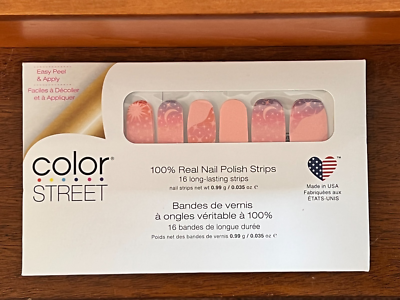 Easy Peel
& Apply
Faciles à Décoller
et à Appliquer
color
STREET
100% Real Nail Polish Strips
16 long-lasting strips
nail strips net wt 0.99 g / 0.035 oz ℮
Bandes de vernis
à ongles véritable à 100%
16 bandes de longue durée
Poids net des bandes de vernis 0.99 g / 0.035 oz ℮
™
Made in USA
Fabriquées aux
ÉTATS-UNIS